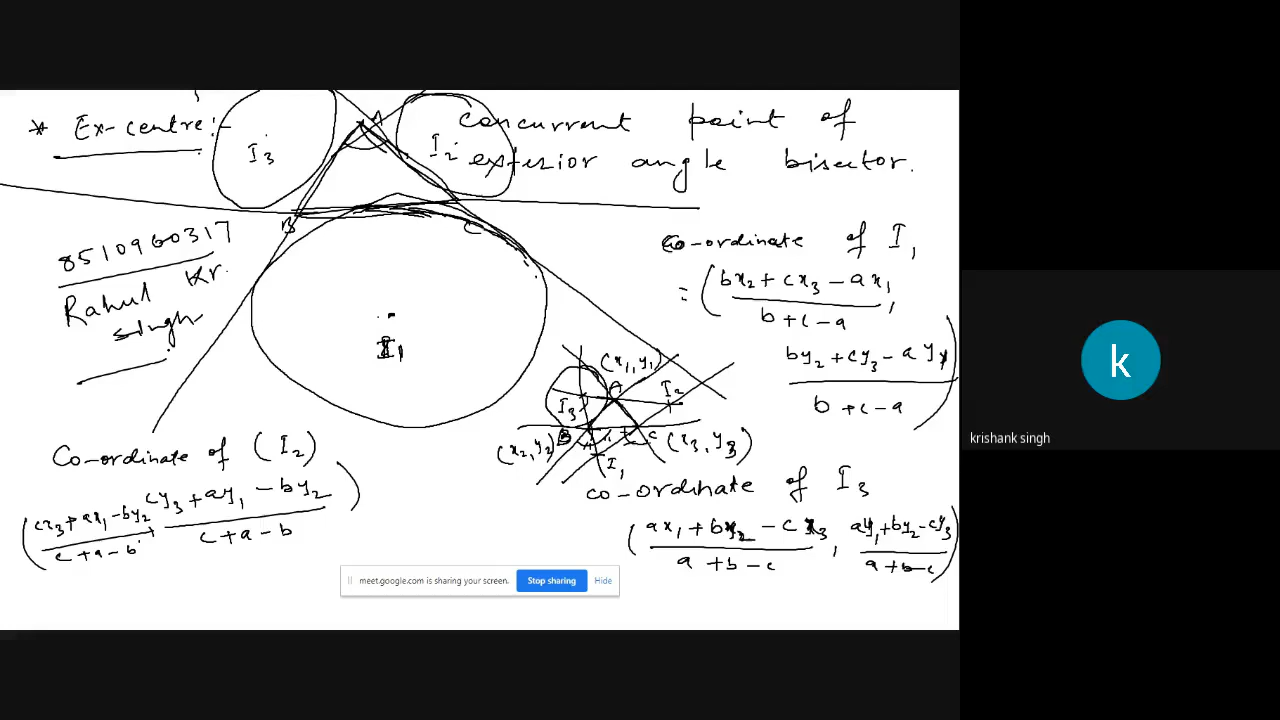 * Ex-centre :- concurrent point of
exterior angle bisector.
I3
I2
A
B
C
I1
8510960317
Rahul Kr.
Singh
Co-ordinate of I1
= ( bx2 + cx3 - ax1 / b + c - a ,
by2 + cy3 - a y1 / b + c - a )
(x1, y1)
A
I2
I3
B
C
(x2, y2)
(x3, y3)
I1
Co-ordinate of (I2)
( cx3 + ax1 - by2 / c + a - b , cy3 + ay1 - by2 / c + a - b )
co-ordinate of I3
( ax1 + bx2 - c x3 / a + b - c , ay1 + by2 - cy3 / a + b - c )
meet.google.com is sharing your screen.
Stop sharing
Hide
k
krishank singh